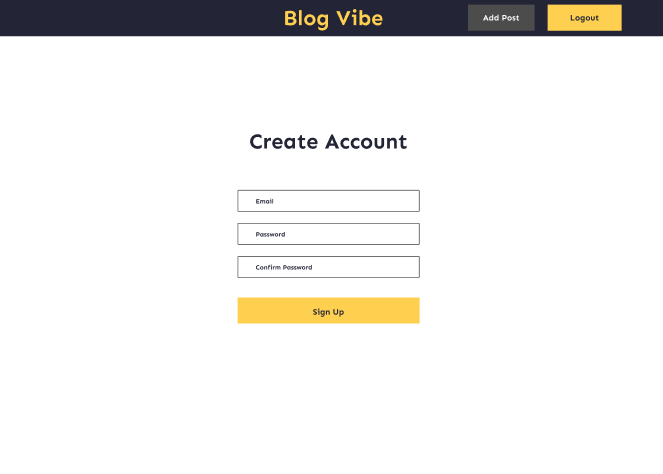 Blog Vibe
Add Post
Logout
Create Account
Email
Password
Confirm Password
Sign Up